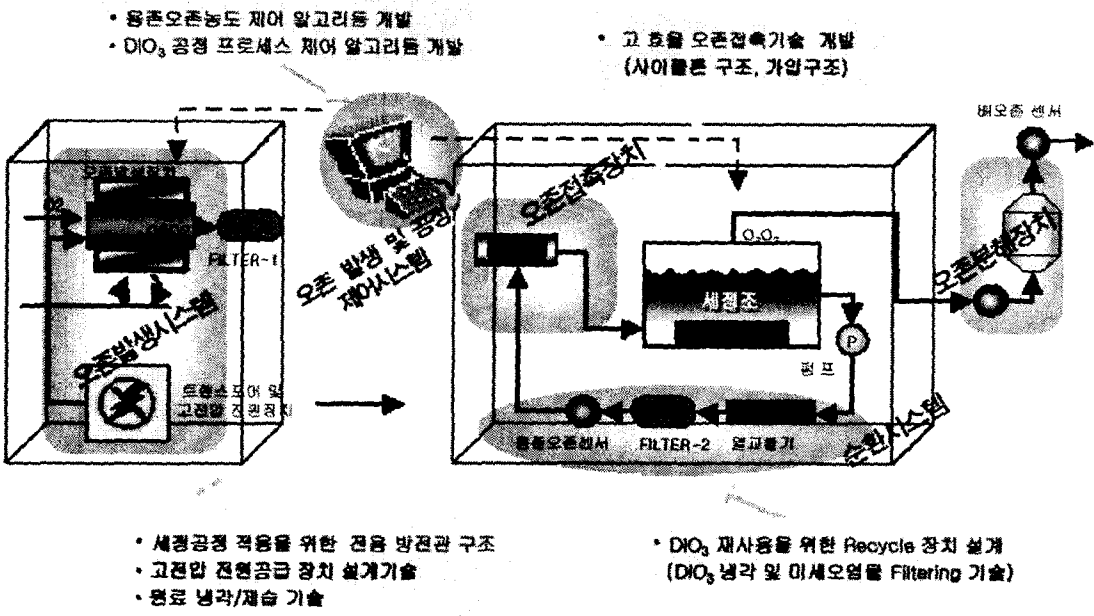 • 용존오존농도 제어 알고리듬 개발
• DIO₃ 공정 프로세스 제어 알고리듬 개발
• 고 효율 오존접촉기술 개발
(사이클론 구조, 가압구조)
배오존 센서
오존발생장치
O2
FILTER-1
오존발생시스템
트랜스포머 및
고전압 전원장치
오존 발생 및 공정
제어시스템
오존접촉장치
O₃O₂
세정조
P
펌프
오존분해장치
용존오존센서
FILTER-2
열교환기
순환시스템
• 세정공정 적용을 위한 전용 방전관 구조
• 고전압 전원공급 장치 설계기술
• 원료 냉각/제습 기술
• DIO₃ 재사용을 위한 Recycle 장치 설계
(DIO₃ 냉각 및 미세오염물 Filtering 기술)